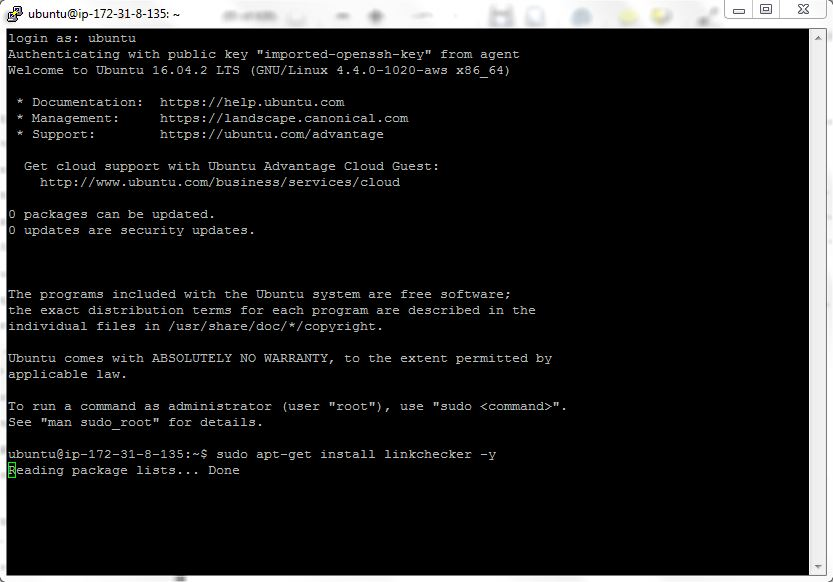 ubuntu@ip-172-31-8-135: ~
login as: ubuntu
Authenticating with public key "imported-openssh-key" from agent
Welcome to Ubuntu 16.04.2 LTS (GNU/Linux 4.4.0-1020-aws x86_64)
* Documentation:  https://help.ubuntu.com
* Management:     https://landscape.canonical.com
* Support:        https://ubuntu.com/advantage
Get cloud support with Ubuntu Advantage Cloud Guest:
http://www.ubuntu.com/business/services/cloud
0 packages can be updated.
0 updates are security updates.
The programs included with the Ubuntu system are free software;
the exact distribution terms for each program are described in the
individual files in /usr/share/doc/*/copyright.
Ubuntu comes with ABSOLUTELY NO WARRANTY, to the extent permitted by
applicable law.
To run a command as administrator (user "root"), use "sudo <command>".
See "man sudo_root" for details.
ubuntu@ip-172-31-8-135:~$ sudo apt-get install linkchecker -y
Reading package lists... Done